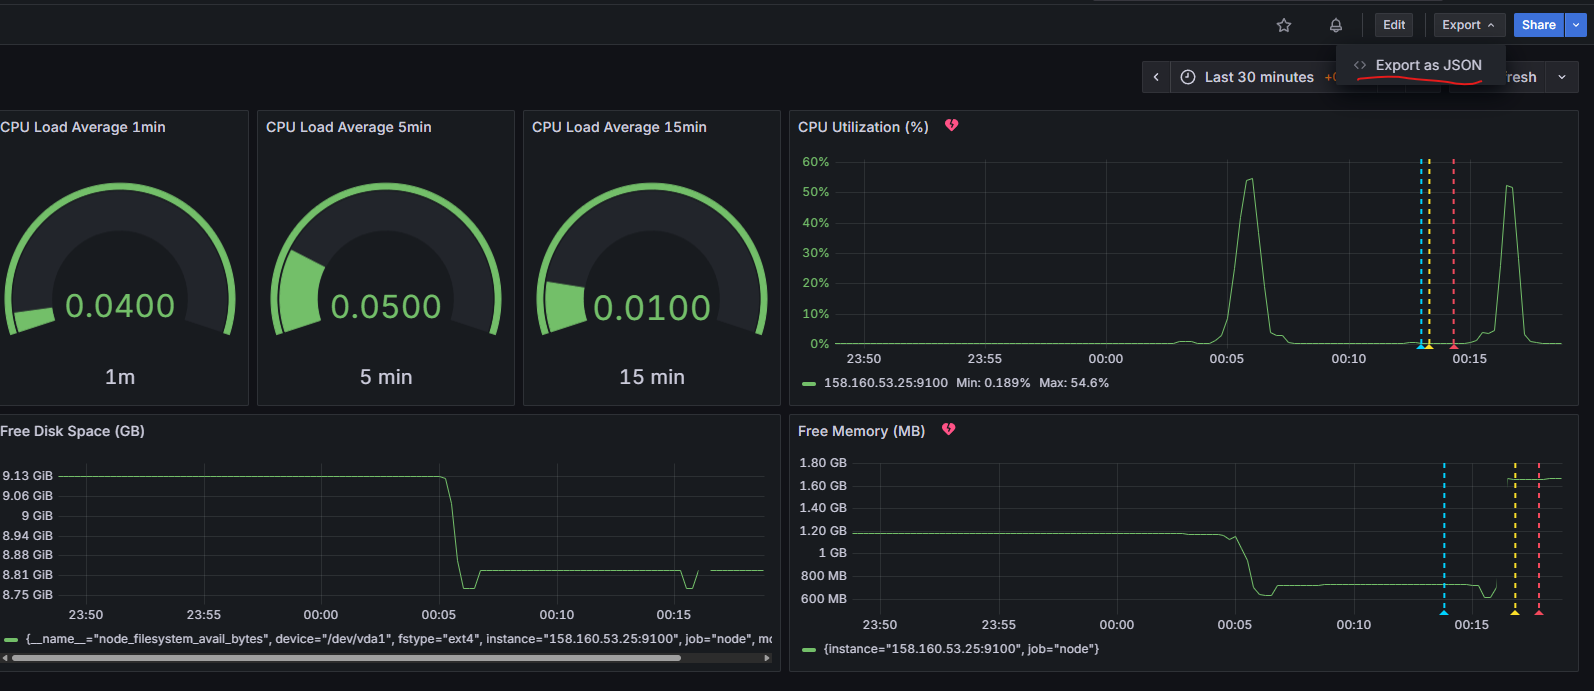 Edit Export Share
Export as JSON
Last 30 minutes resh
CPU Load Average 1min
0.0400
1m
CPU Load Average 5min
0.0500
5 min
CPU Load Average 15min
0.0100
15 min
CPU Utilization (%)
60%
50%
40%
30%
20%
10%
0%
23:50 23:55 00:00 00:05 00:10 00:15
158.160.53.25:9100 Min: 0.189% Max: 54.6%
Free Disk Space (GB)
9.13 GiB
9.06 GiB
9 GiB
8.94 GiB
8.88 GiB
8.81 GiB
8.75 GiB
23:50 23:55 00:00 00:05 00:10 00:15
{__name__="node_filesystem_avail_bytes", device="/dev/vda1", fstype="ext4", instance="158.160.53.25:9100", job="node", mc
Free Memory (MB)
1.80 GB
1.60 GB
1.40 GB
1.20 GB
1 GB
800 MB
600 MB
23:50 23:55 00:00 00:05 00:10 00:15
{instance="158.160.53.25:9100", job="node"}